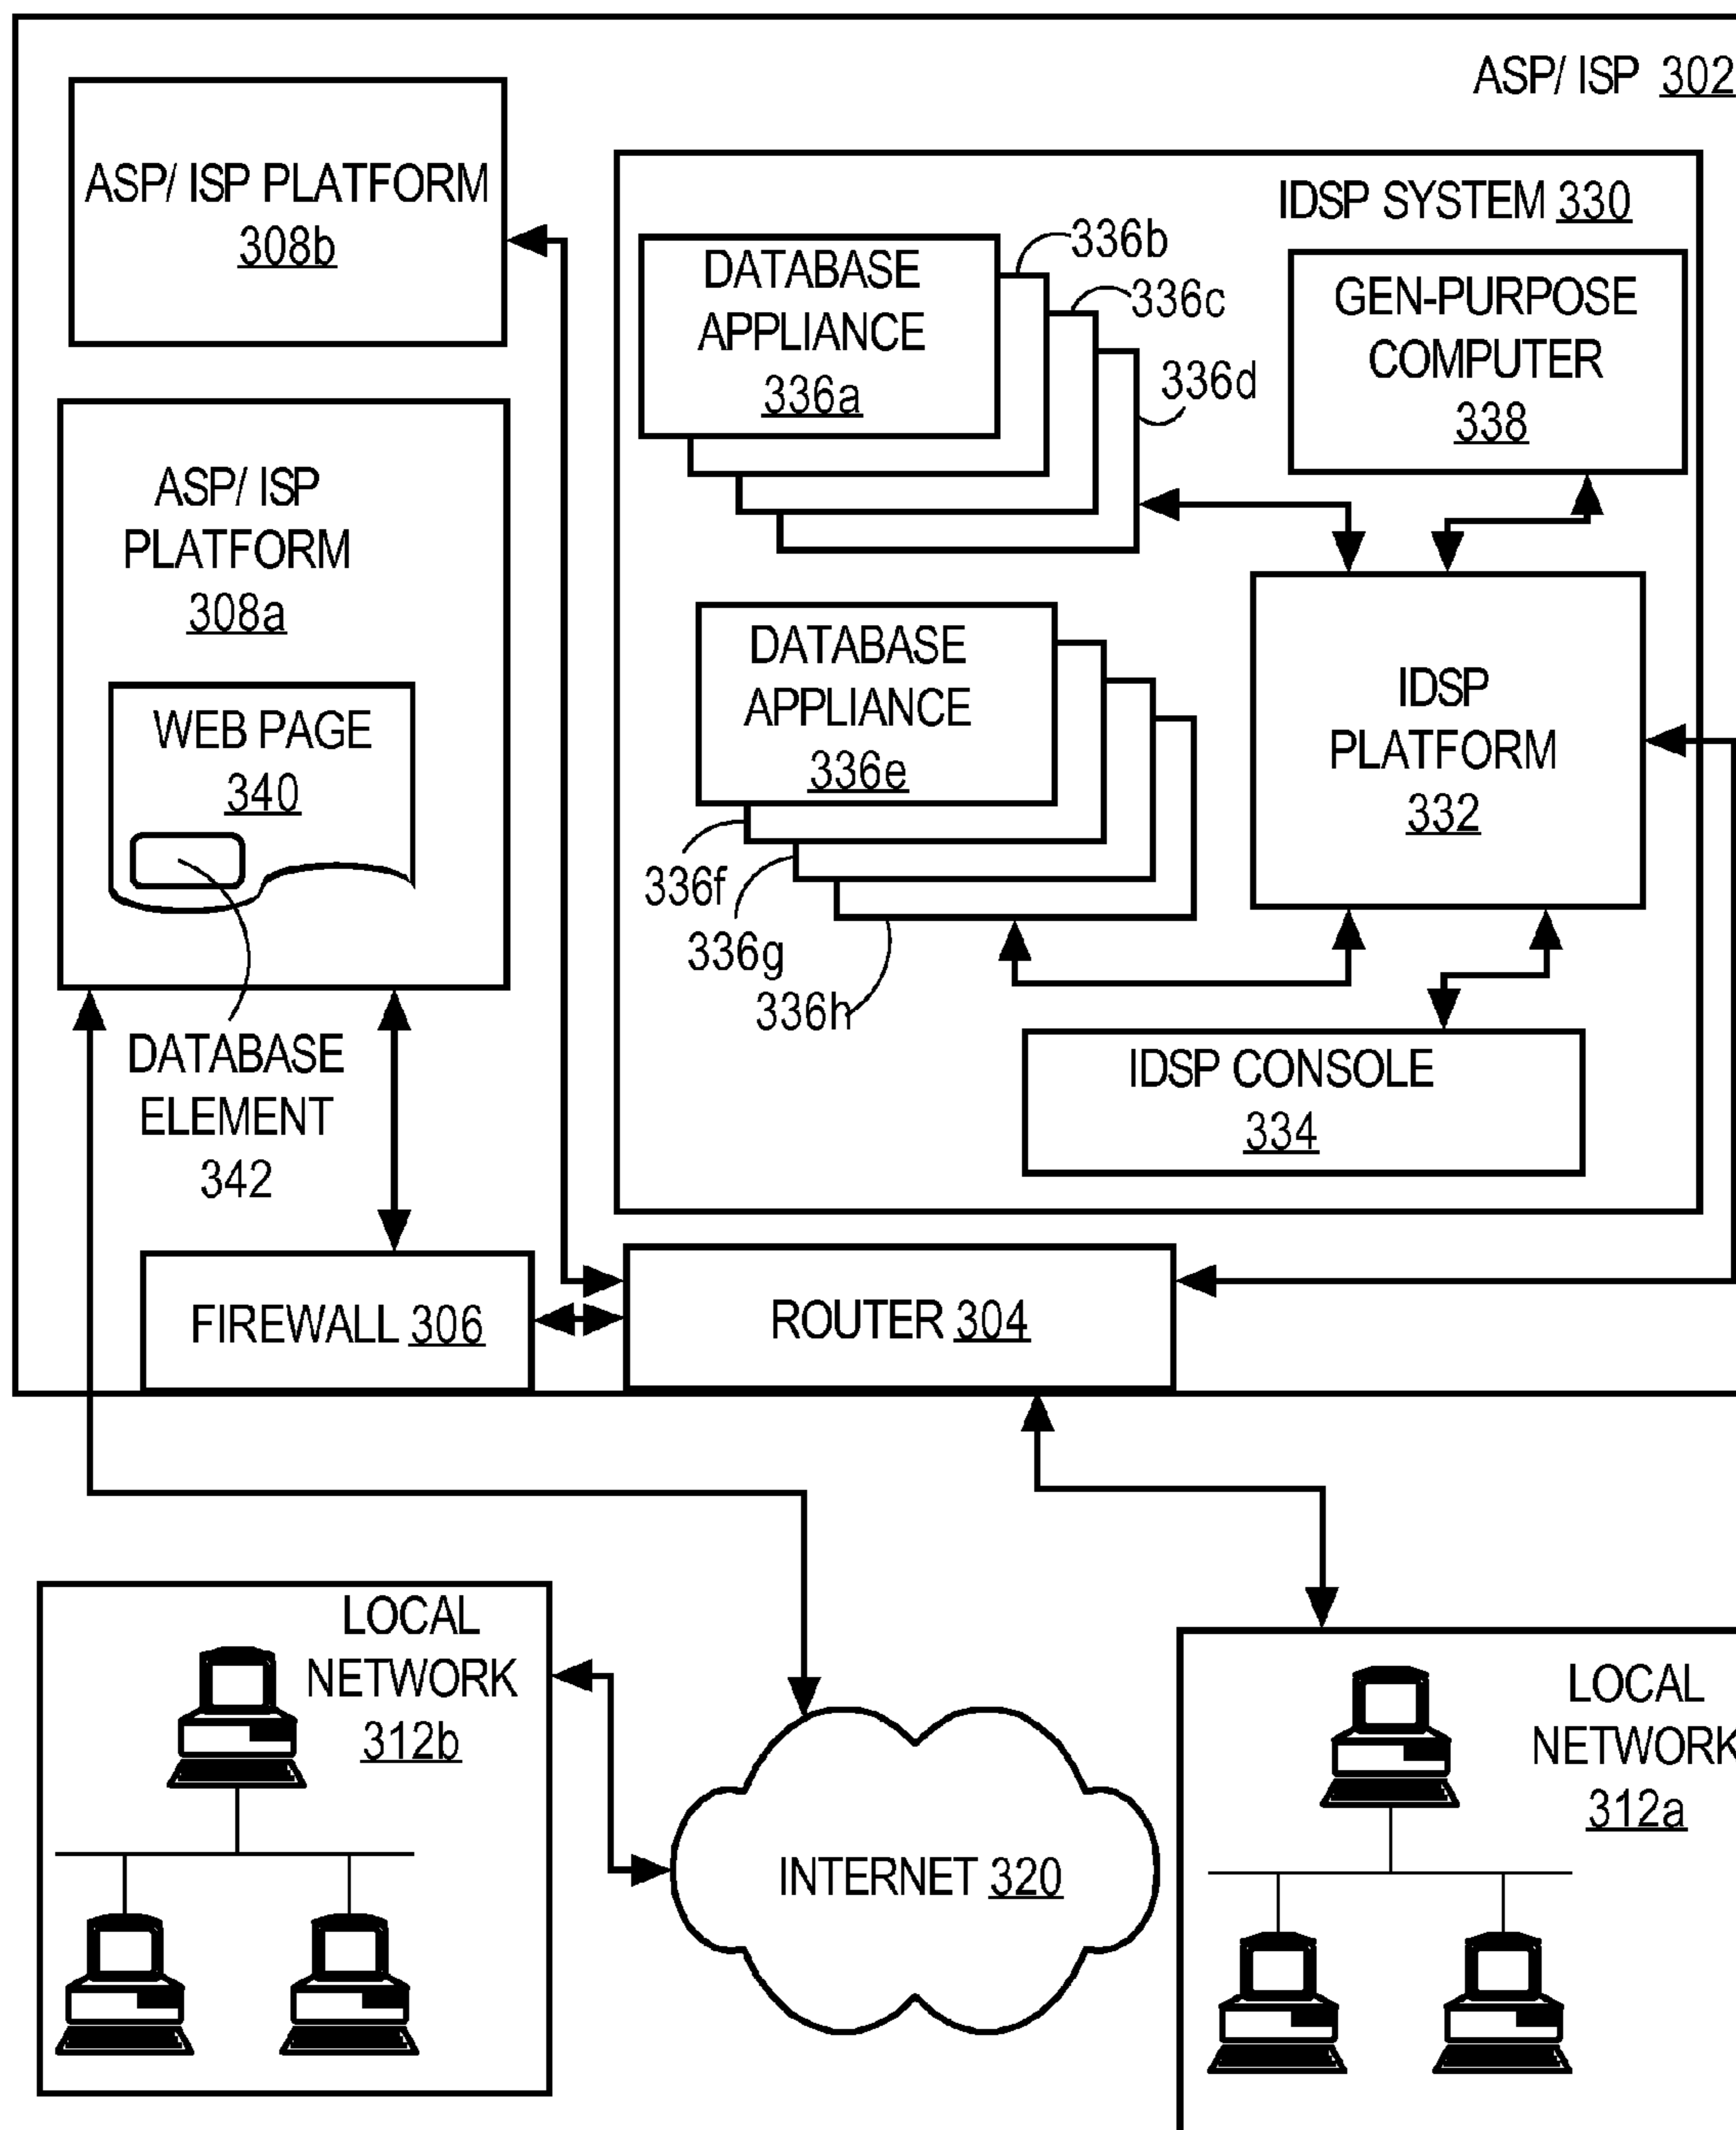 ASP/ ISP 302
ASP/ ISP PLATFORM
308b
IDSP SYSTEM 330
DATABASE
APPLIANCE
336a
336b
336c
336d
GEN-PURPOSE
COMPUTER
338
ASP/ ISP
PLATFORM
308a
WEB PAGE
340
DATABASE
ELEMENT
342
DATABASE
APPLIANCE
336e
336f
336g
336h
IDSP
PLATFORM
332
IDSP CONSOLE
334
FIREWALL 306
ROUTER 304
LOCAL
NETWORK
312b
INTERNET 320
LOCAL
NETWORK
312a